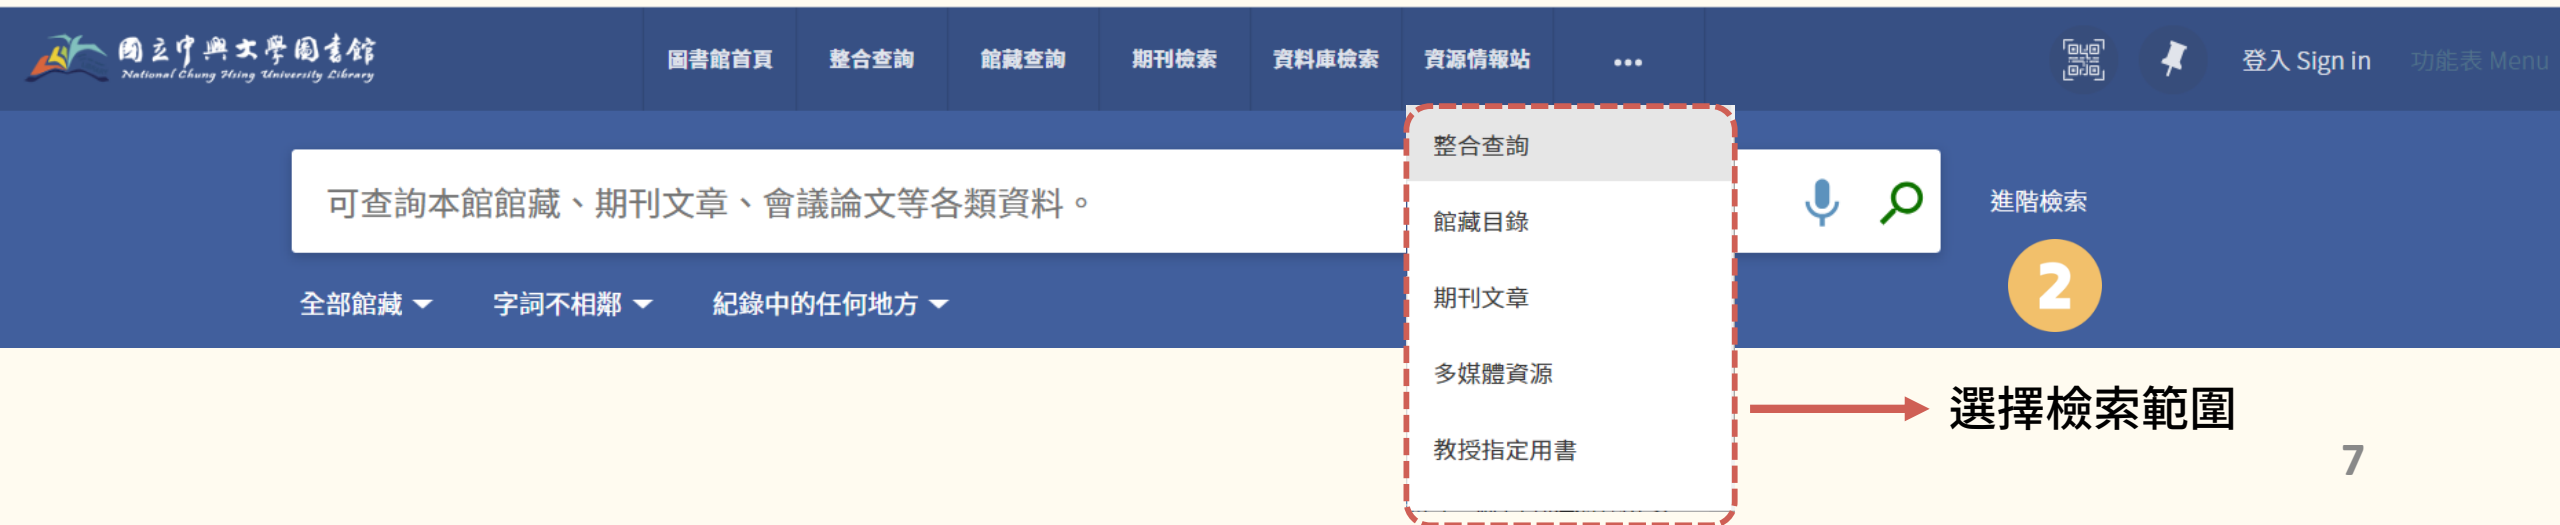 國立中興大學圖書館
National Chung Hsing University Library
圖書館首頁 整合查詢 館藏查詢 期刊檢索 資料庫檢索 資源情報站 •••
登入 Sign in 功能表 Menu
整合查詢
可查詢本館館藏、期刊文章、會議論文等各類資料。
進階檢索
館藏目錄
2
全部館藏 字詞不相鄰 紀錄中的任何地方
期刊文章
多媒體資源
選擇檢索範圍
教授指定用書
7